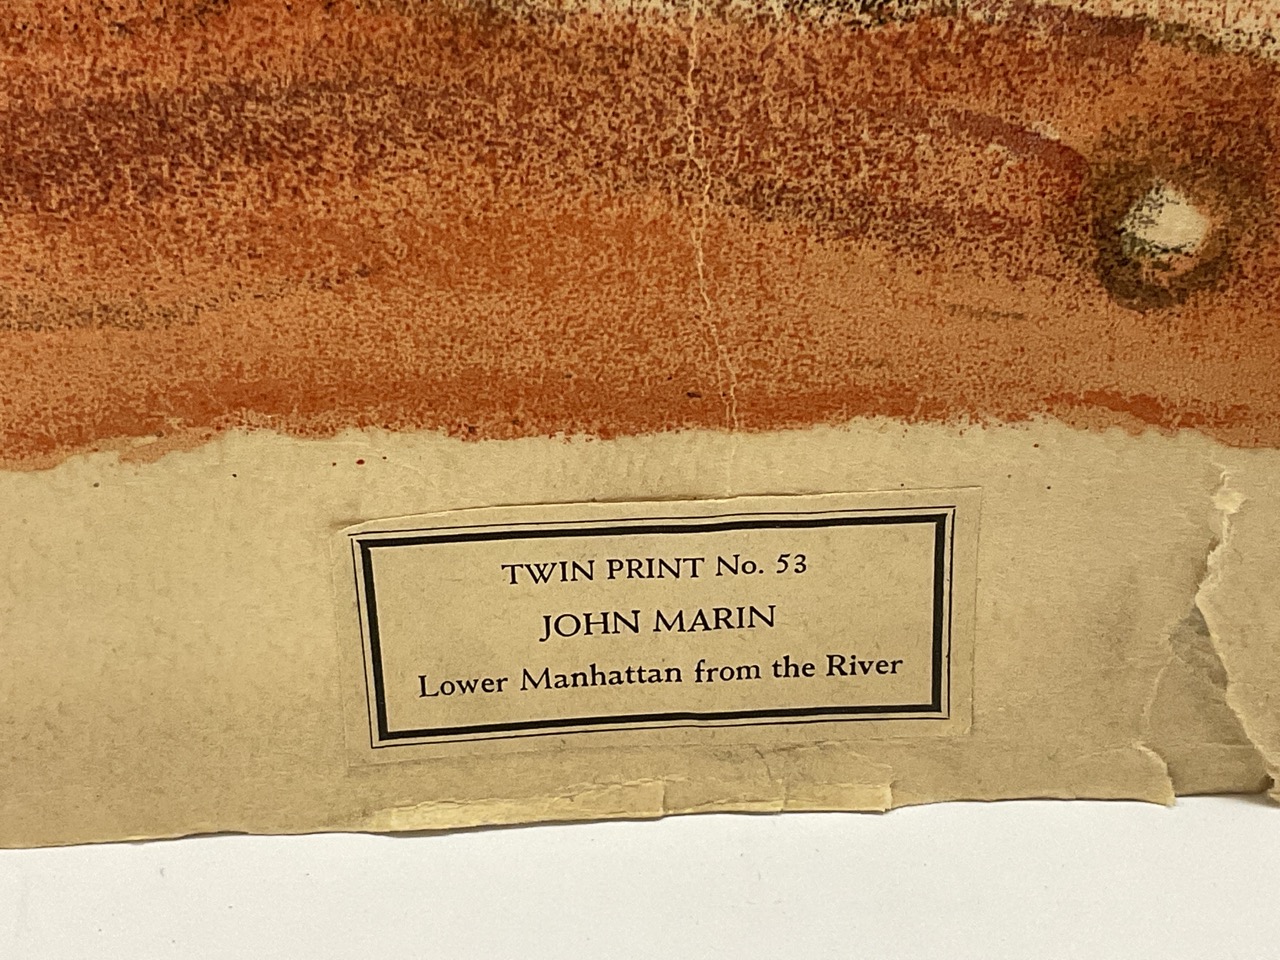 TWIN PRINT No. 53
JOHN MARIN
Lower Manhattan from the River